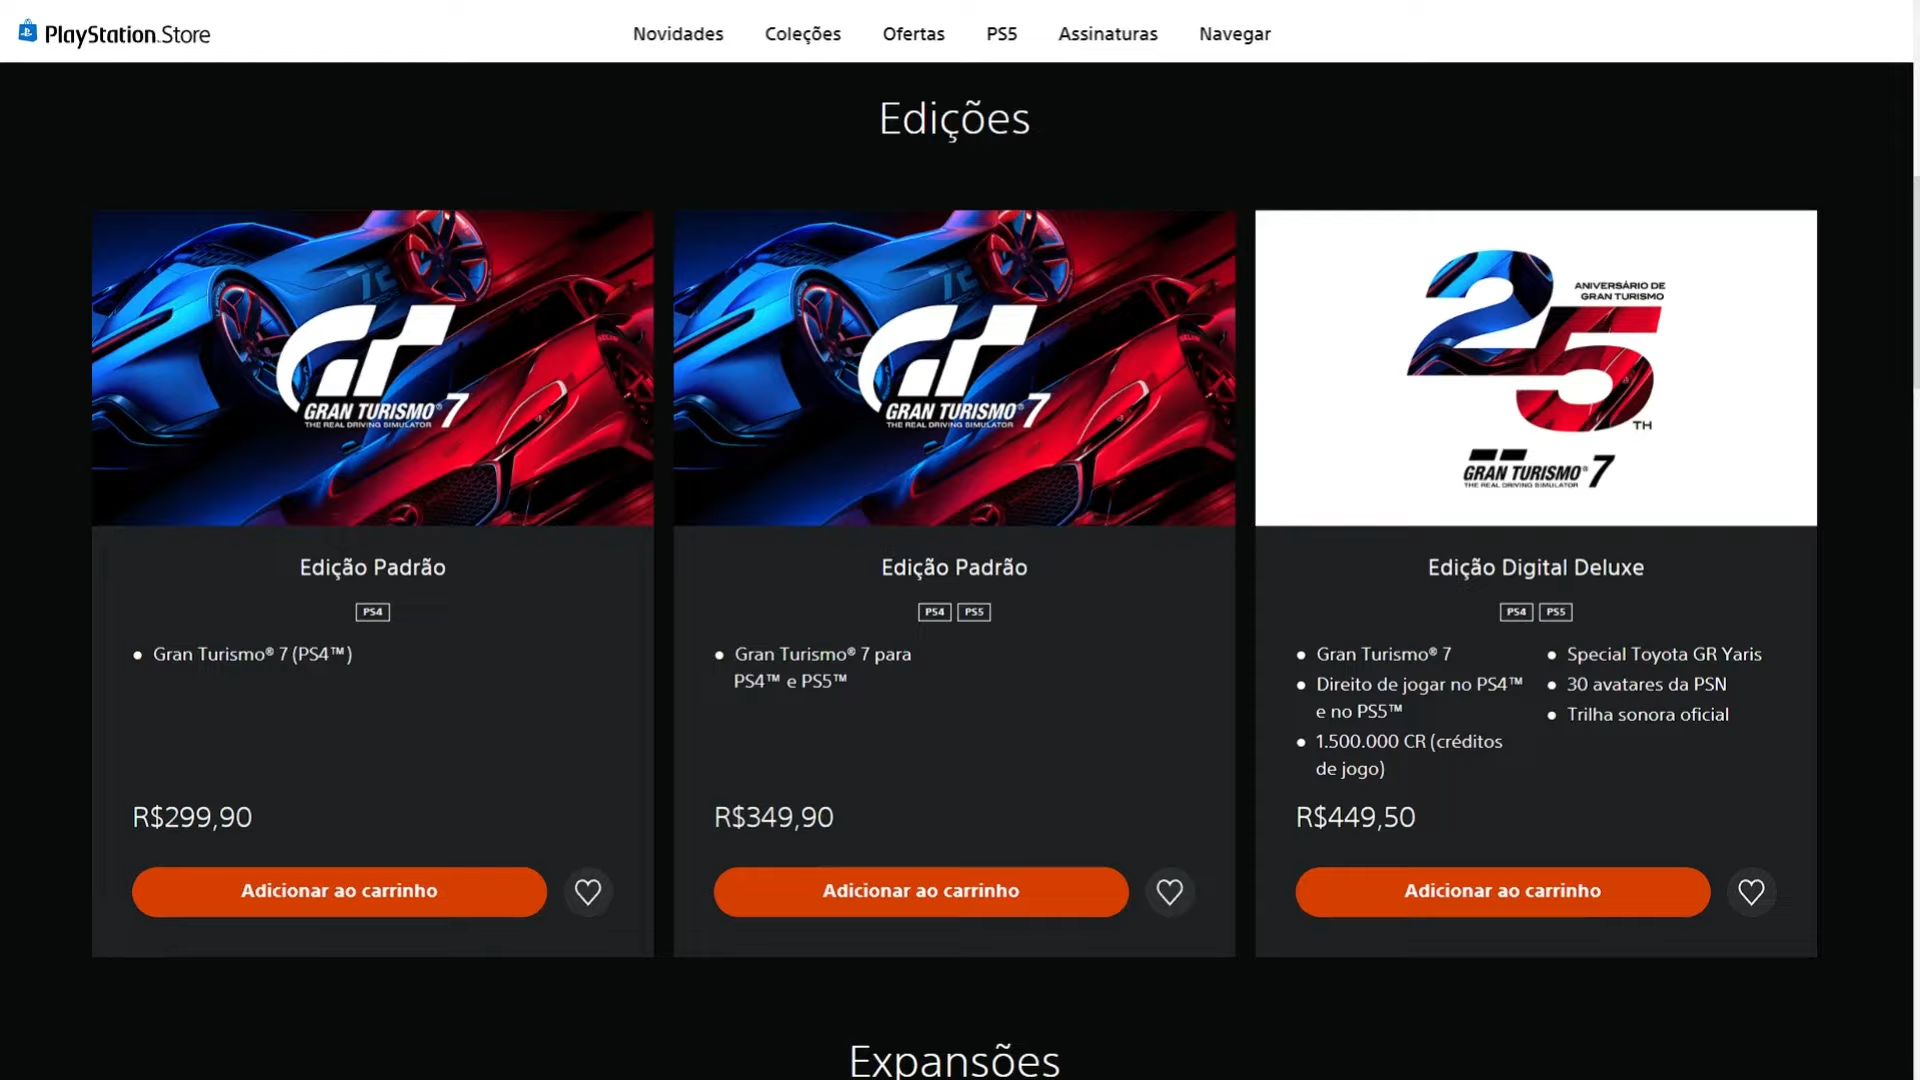 PlayStation.Store
Novidades
Coleções
Ofertas
PS5
Assinaturas
Navegar
Edições
72
GT
GRAN TURISMO® 7
THE REAL DRIVING SIMULATOR
Edição Padrão
PS4
Gran Turismo® 7 (PS4™)
R$299,90
Adicionar ao carrinho
72
GT
GRAN TURISMO® 7
THE REAL DRIVING SIMULATOR
Edição Padrão
PS4 PS5
Gran Turismo® 7 para
PS4™ e PS5™
R$349,90
Adicionar ao carrinho
25
TH
ANIVERSÁRIO DE
GRAN TURISMO
GRAN TURISMO® 7
THE REAL DRIVING SIMULATOR
Edição Digital Deluxe
PS4 PS5
Gran Turismo® 7
Direito de jogar no PS4™
e no PS5™
1.500.000 CR (créditos
de jogo)
Special Toyota GR Yaris
30 avatares da PSN
Trilha sonora oficial
R$449,50
Adicionar ao carrinho
Expansões